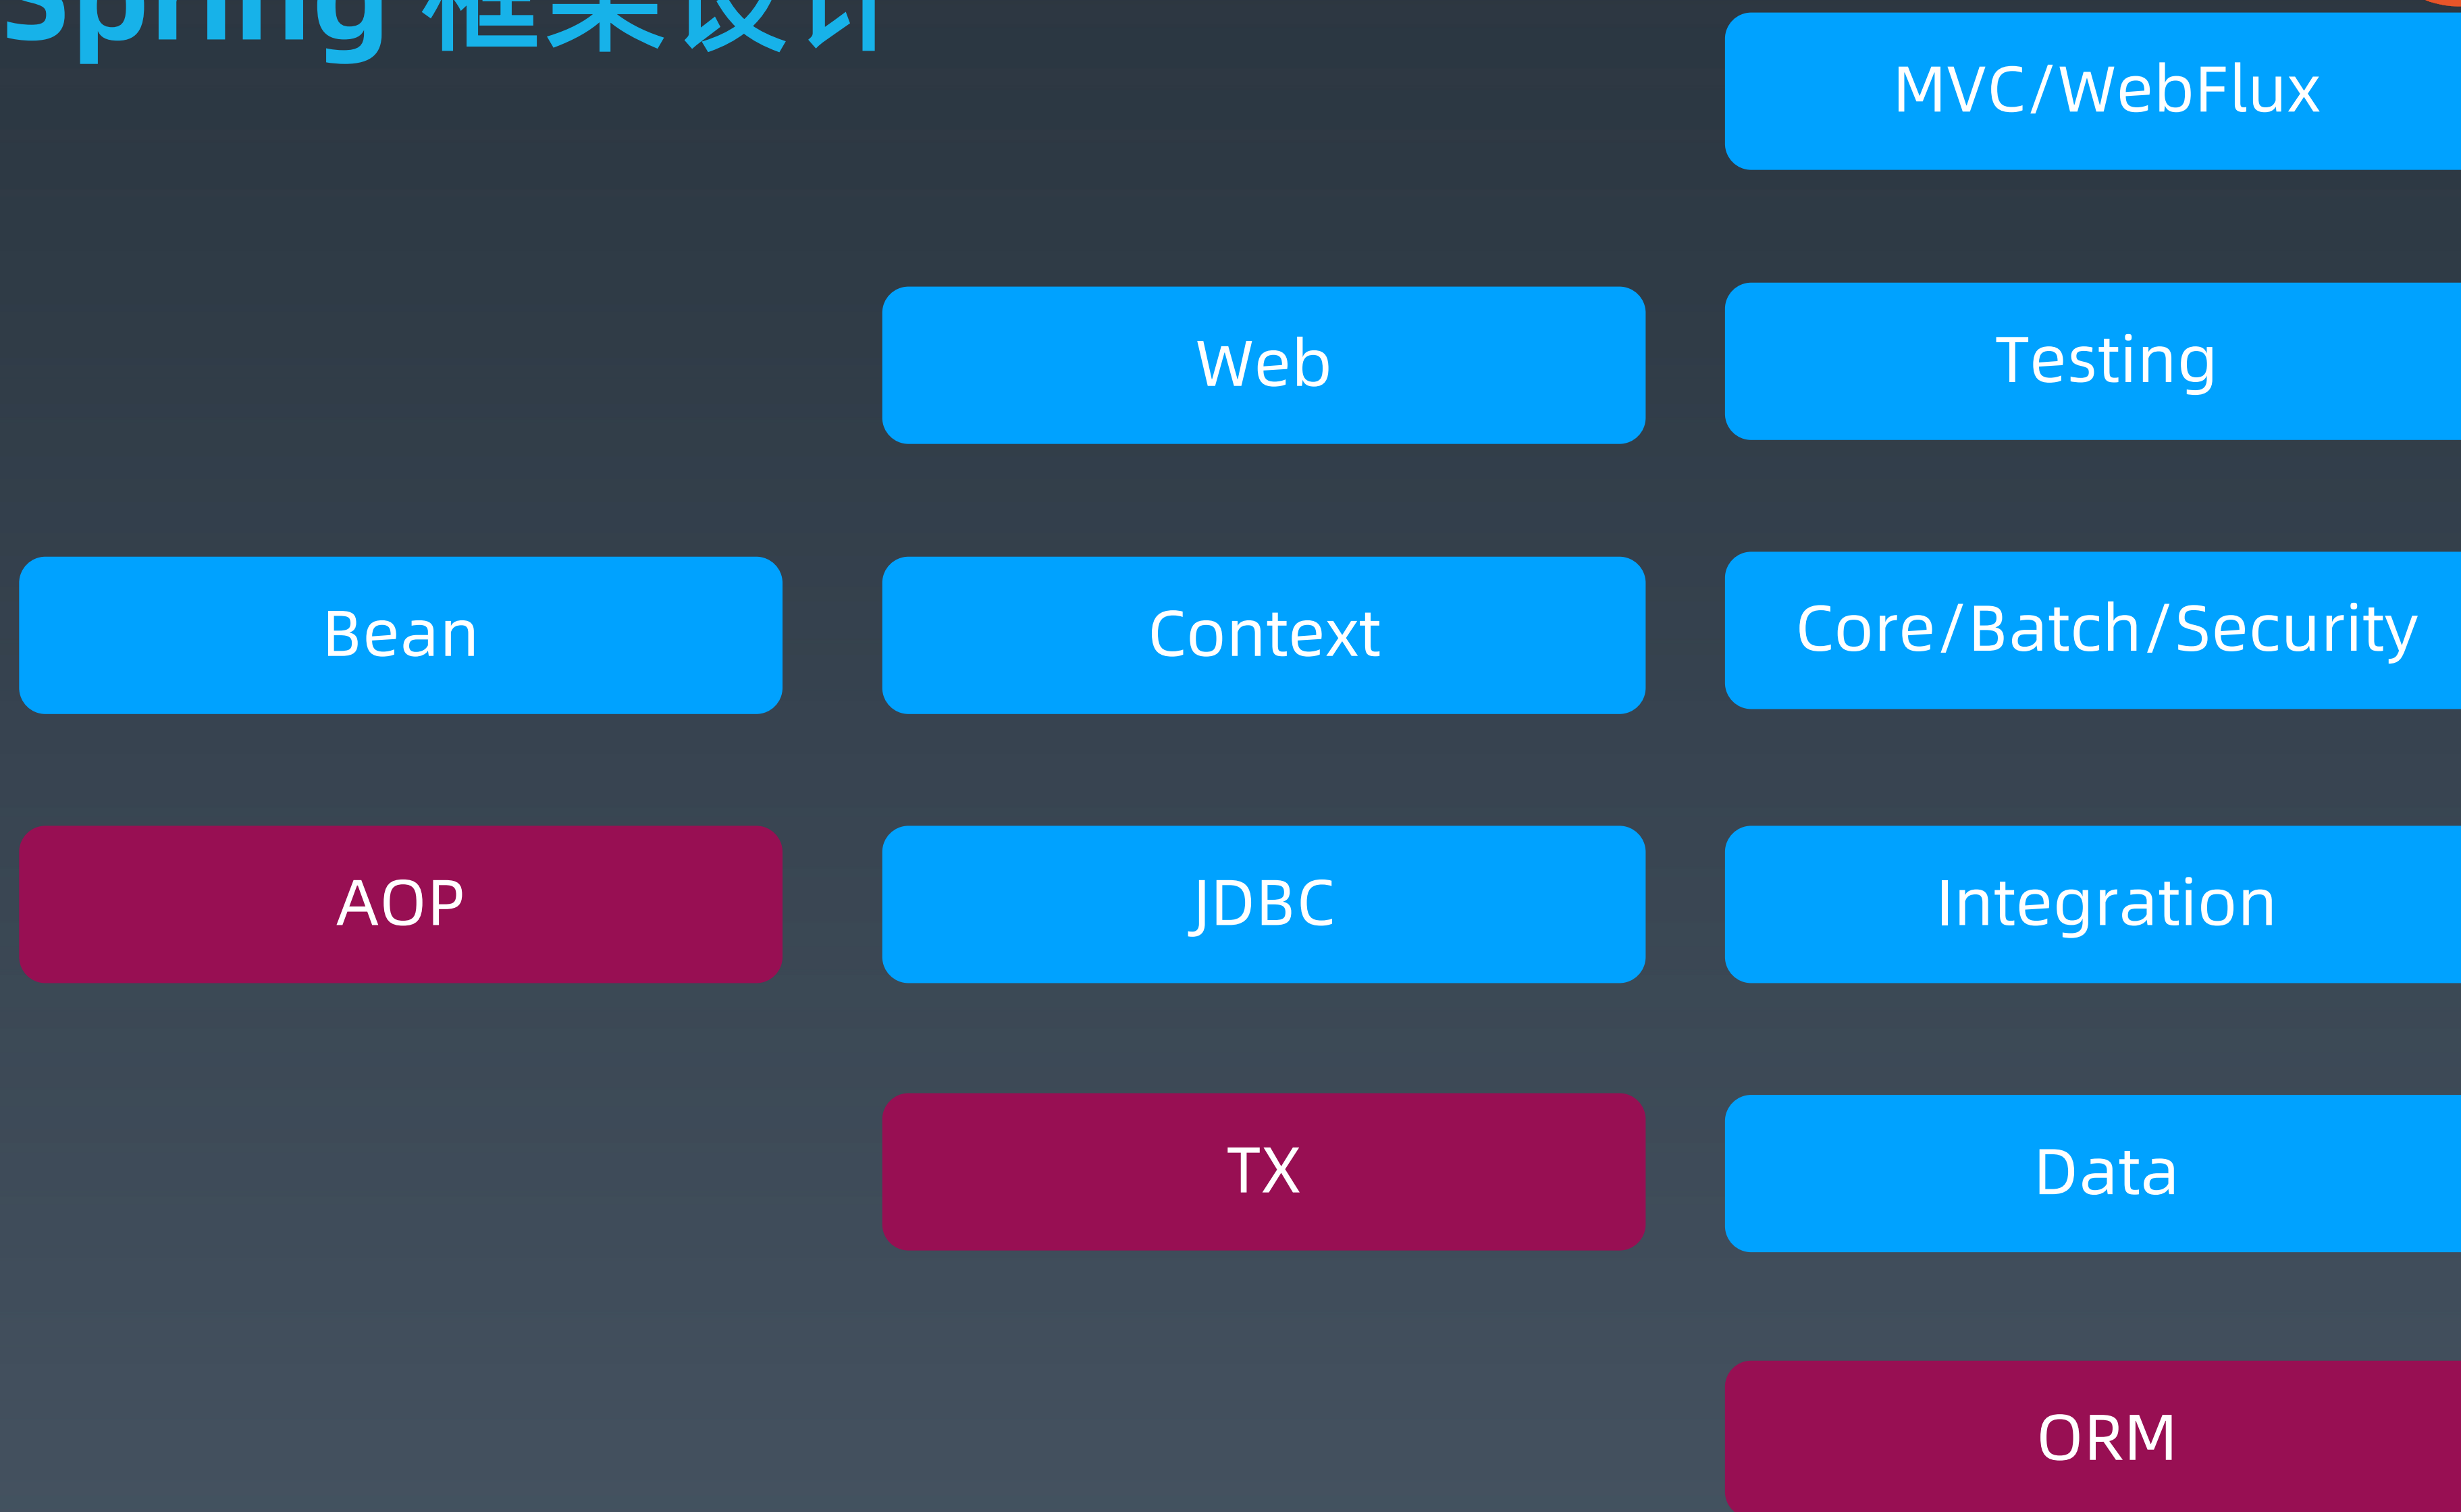 Spring 框架设计
MVC/WebFlux
Web
Testing
Bean
Context
Core/Batch/Security
AOP
JDBC
Integration
TX
Data
ORM